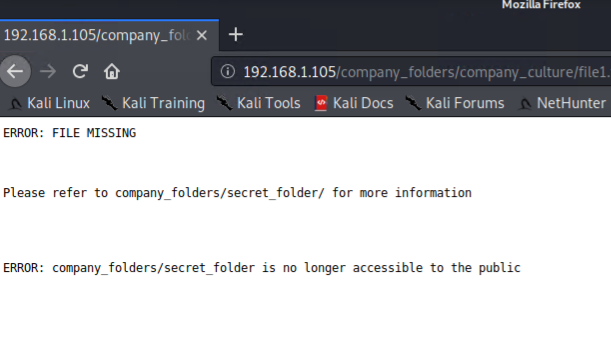 Mozilla Firefox
192.168.1.105/company_fol
192.168.1.105/company_folders/company_culture/file1.
Kali Linux Kali Training Kali Tools Kali Docs Kali Forums NetHunter
ERROR: FILE MISSING
Please refer to company_folders/secret_folder/ for more information
ERROR: company_folders/secret_folder is no longer accessible to the public